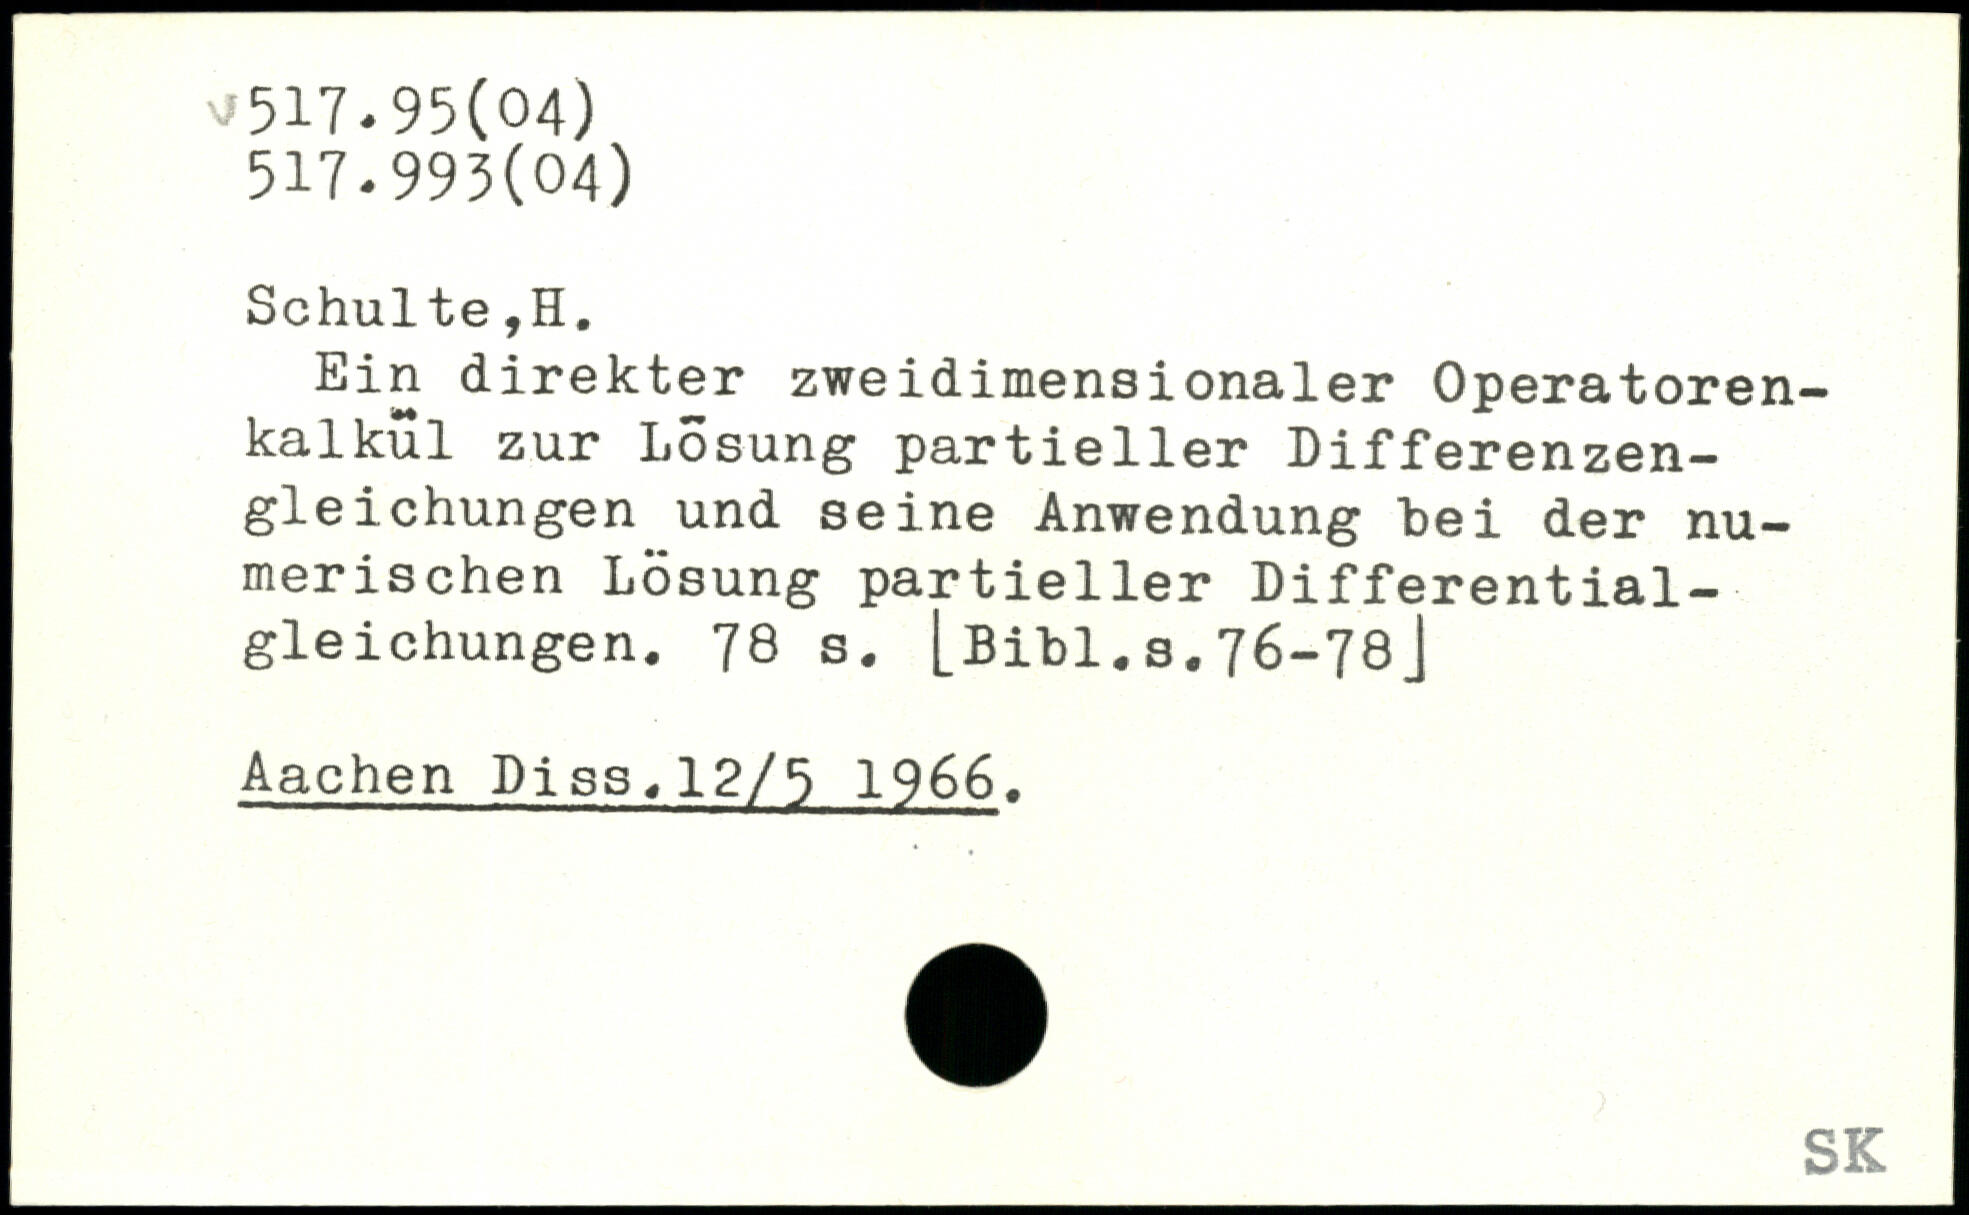 v517.95(04)
517.993(04)
Schulte,H.
Ein direkter zweidimensionaler Operatoren-
kalkül zur Lösung partieller Differenzen-
gleichungen und seine Anwendung bei der nu-
merischen Lösung partieller Differential-
gleichungen. 78 s. ⌊Bibl.s.76-78⌋
Aachen Diss.12/5 1966.
SK